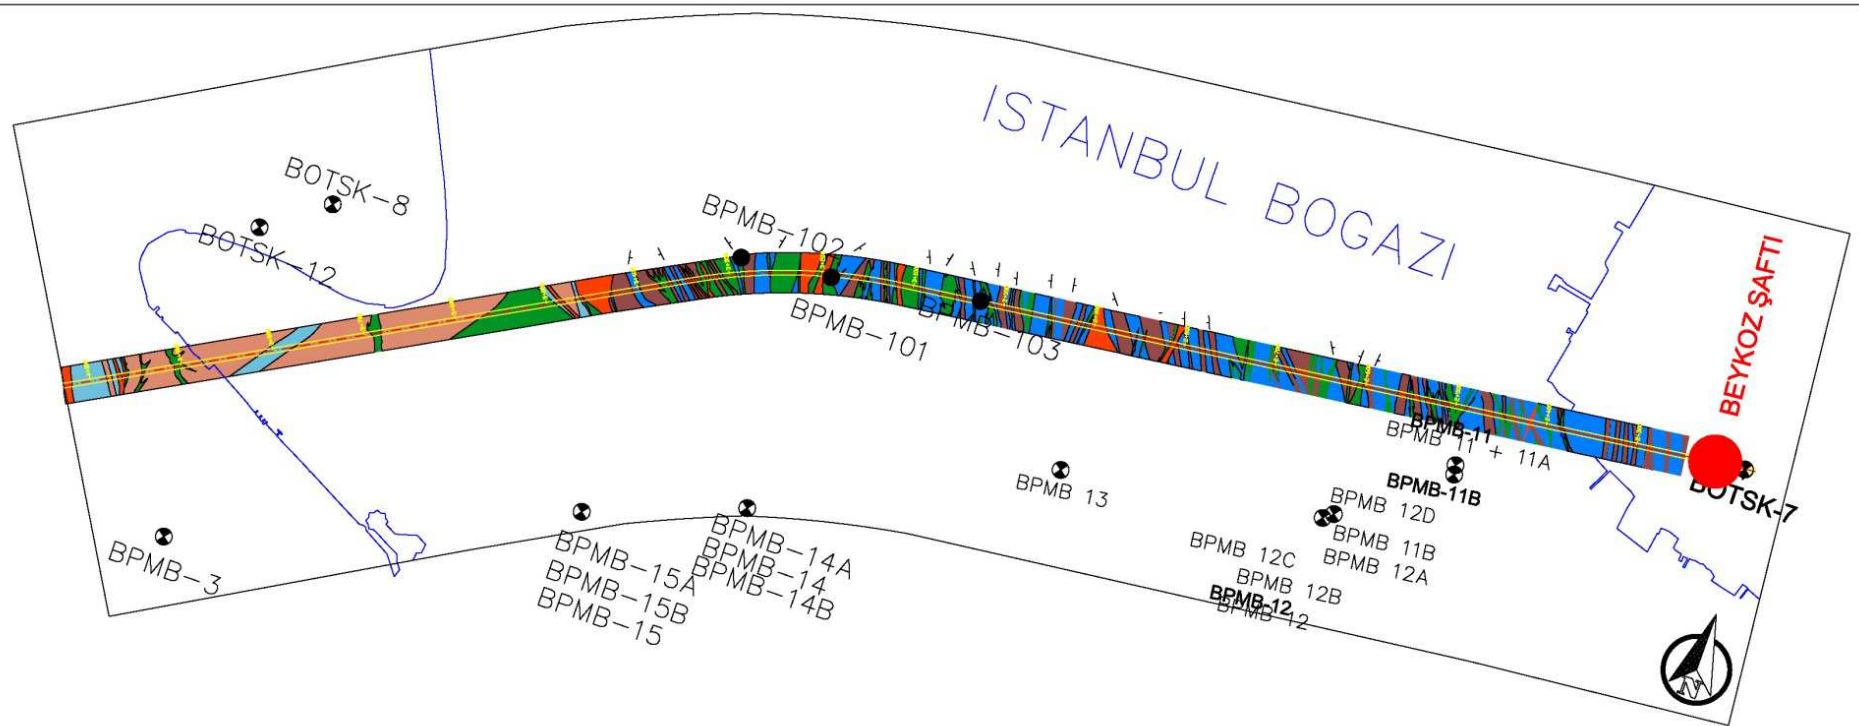 ISTANBUL BOGAZI
BOTSK-8
BOTSK-12
BPMB-102
BPMB-101
BPMB-103
BEYKOZ ŞAFTI
BPMB-11
BPMB 11 + 11A
BPMB-11B
BOTSK-7
BPMB 13
BPMB 12D
BPMB 11B
BPMB 12C
BPMB 12A
BPMB 12B
BPMB-12
BPMB 12
BPMB-3
BPMB-15A
BPMB-15B
BPMB-15
BPMB-14A
BPMB-14
BPMB-14B
N